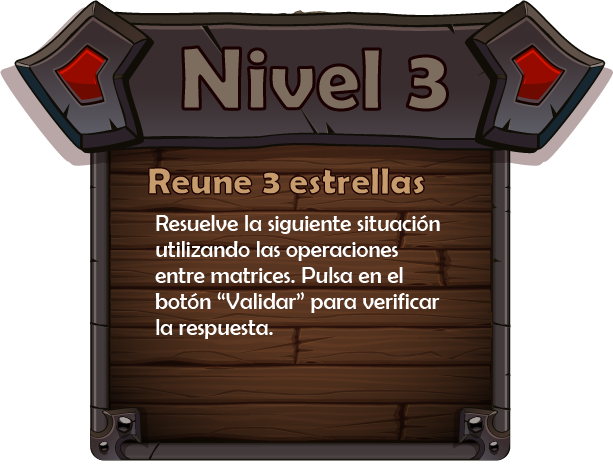 Nivel 3
Reune 3 estrellas
Resuelve la siguiente situación
utilizando las operaciones
entre matrices. Pulsa en el
botón “Validar” para verificar
la respuesta.